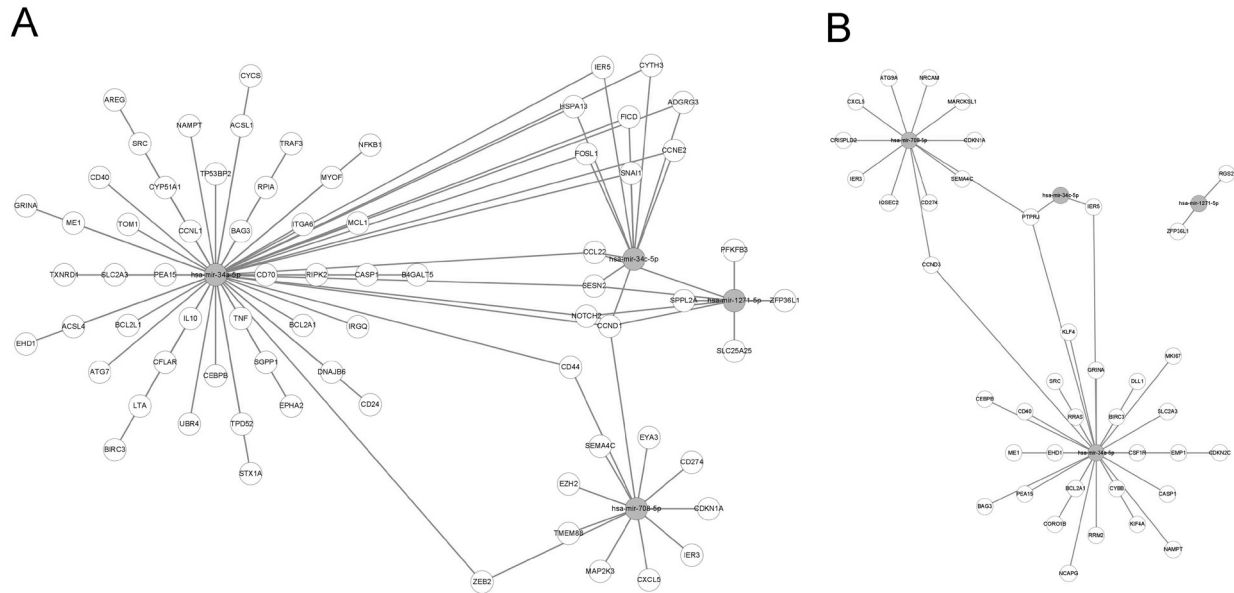 A
B
CYCS
IER5
CYTH3
AREG
NAMPT
ACSL1
HSPA13
FICD
ADGRG3
SRC
TRAF3
NFKB1
FOSL1
CCNE2
CD40
CYP51A1
TP53BP2
RPIA
MYOF
SNAI1
GRINA
ME1
TOM1
CCNL1
BAG3
ITGA6
MCL1
CCL22
hsa-mir-34c-5p
PFKFB3
TXNRD1
SLC2A3
PEA15
hsa-mir-34a-5p
CD70
RIPK2
CASP1
B4GALT5
SESN2
SPPL2A
hsa-mir-1271-5p
ZFP36L1
NOTCH2
CCND1
EHD1
ACSL4
BCL2L1
IL10
TNF
BCL2A1
IRGQ
SLC25A25
ATG7
CFLAR
CEBPB
SGPP1
DNAJB6
CD44
LTA
UBR4
TPD52
EPHA2
CD24
BIRC3
STX1A
SEMA4C
EYA3
CD274
EZH2
hsa-mir-708-5p
CDKN1A
TMEM88
IER3
ZEB2
MAP2K3
CXCL5
ATG9A
NRCAM
CXCL5
MARCKSL1
CRISPLD2
hsa-mir-708-5p
CDKN1A
IER3
SEMA4C
IQSEC2
CD274
hsa-mir-34c-5p
PTPRJ
IER5
RGS2
hsa-mir-1271-5p
ZFP36L1
CCND3
KLF4
MKI67
GRINA
SRC
DLL1
CEBPB
CD40
RRAS
BIRC3
SLC2A3
ME1
EHD1
hsa-mir-34a-5p
CSF1R
EMP1
CDKN2C
BAG3
PEA15
BCL2A1
CYBB
CASP1
CORO1B
RRM2
KIF4A
NAMPT
NCAPG